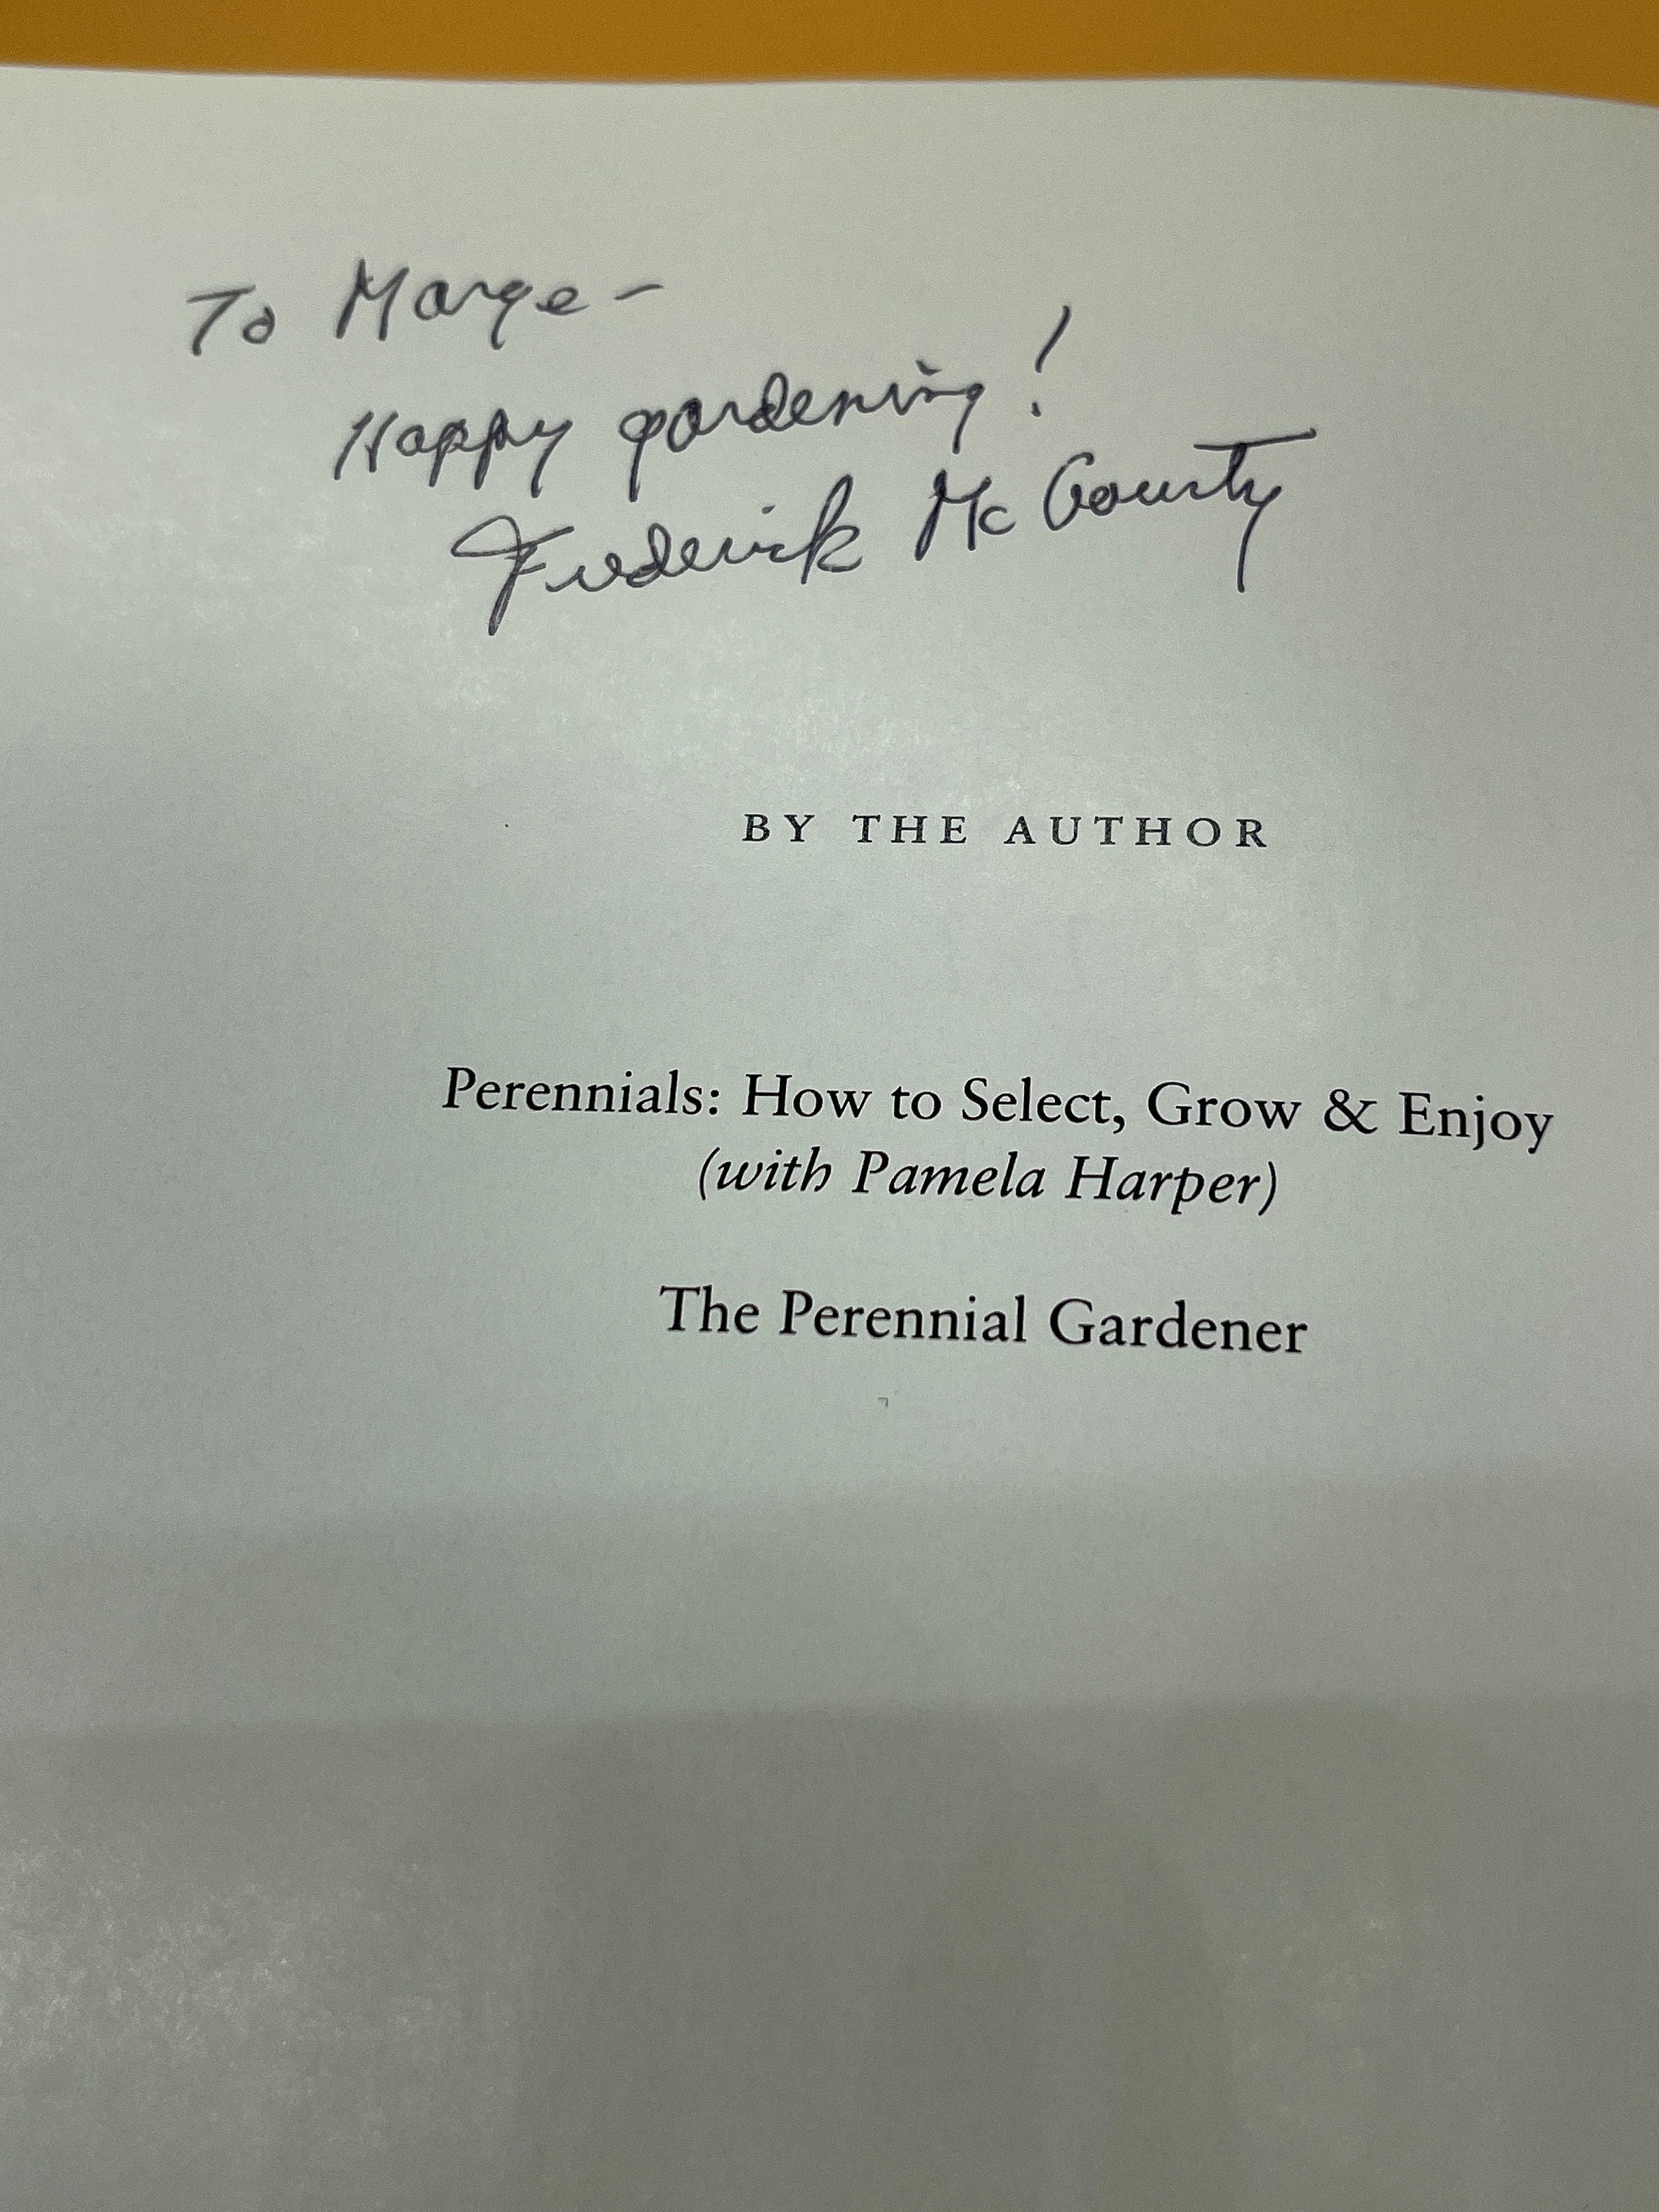 To Marge-
Happy gardening!
Frederick McGourty
BY THE AUTHOR
Perennials: How to Select, Grow & Enjoy
(with Pamela Harper)
The Perennial Gardener